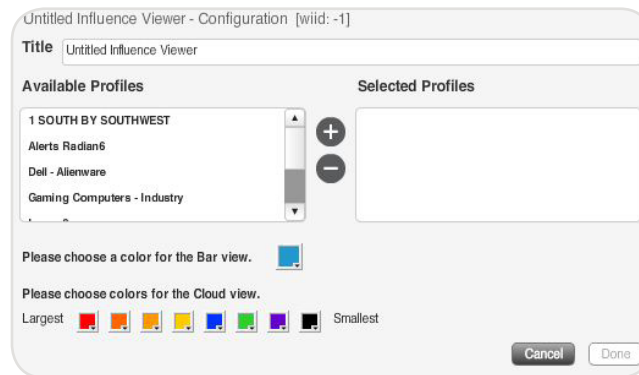 Untitled Influence Viewer - Configuration [wiid: -1]
Title Untitled Influence Viewer
Available Profiles Selected Profiles
1 SOUTH BY SOUTHWEST
Alerts Radian6
Dell - Alienware
Gaming Computers - Industry
Please choose a color for the Bar view.
Please choose colors for the Cloud view.
Largest Smallest
Cancel Done